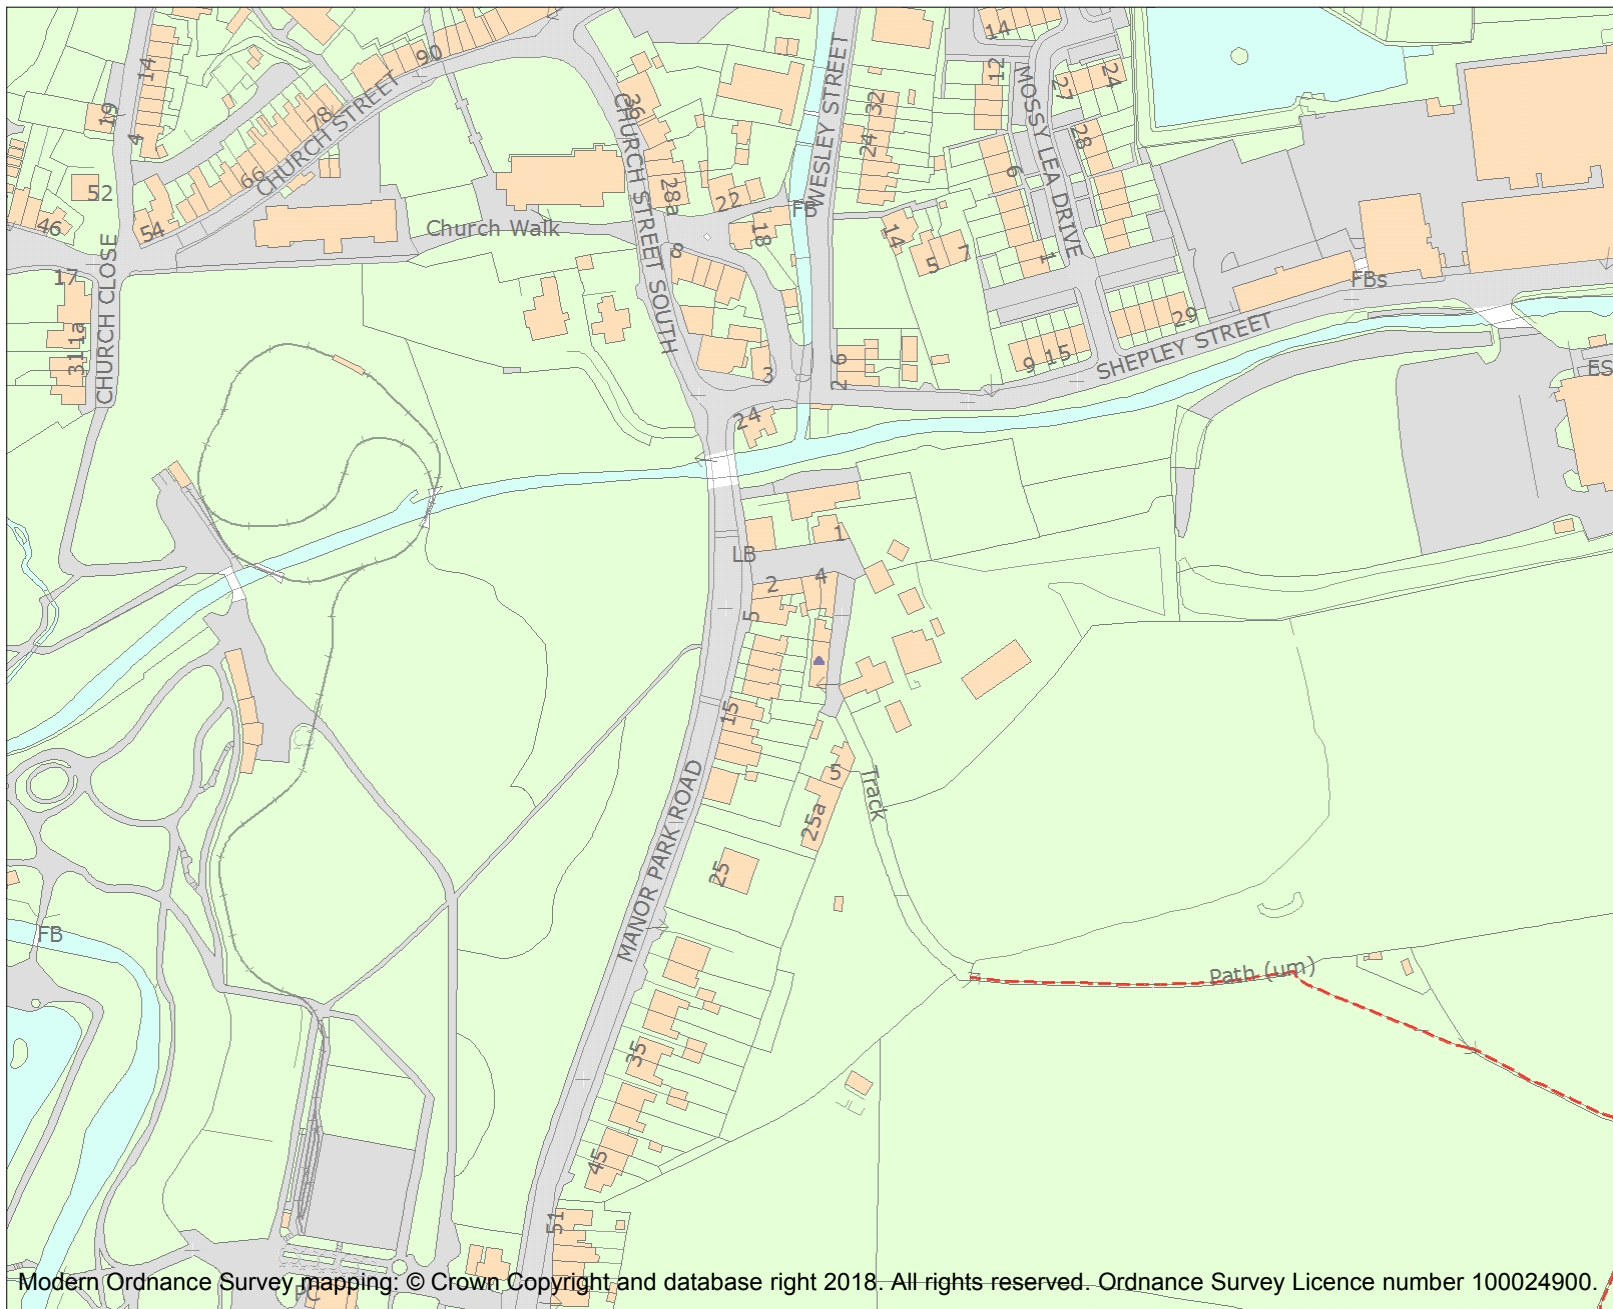 14
90
14
12
MOSSY LEA DRIVE
27
24
19
4
78
CHURCH STREET
66
36
CHURCH STREET SOUTH
WESLEY STREET
32
24
28
6
52
46
54
28a
22
FB
18
8
Church Walk
14
5
7
1
17
CHURCH CLOSE
11a
3
FBs
29
SHEPLEY STREET
9
15
ES
3
6
2
24
1
LB
2
4
5
15
5
25a
Track
MANOR PARK ROAD
25
FB
Path (um)
35
45
51
PC
Modern Ordnance Survey mapping: © Crown Copyright and database right 2018. All rights reserved. Ordnance Survey Licence number 100024900.